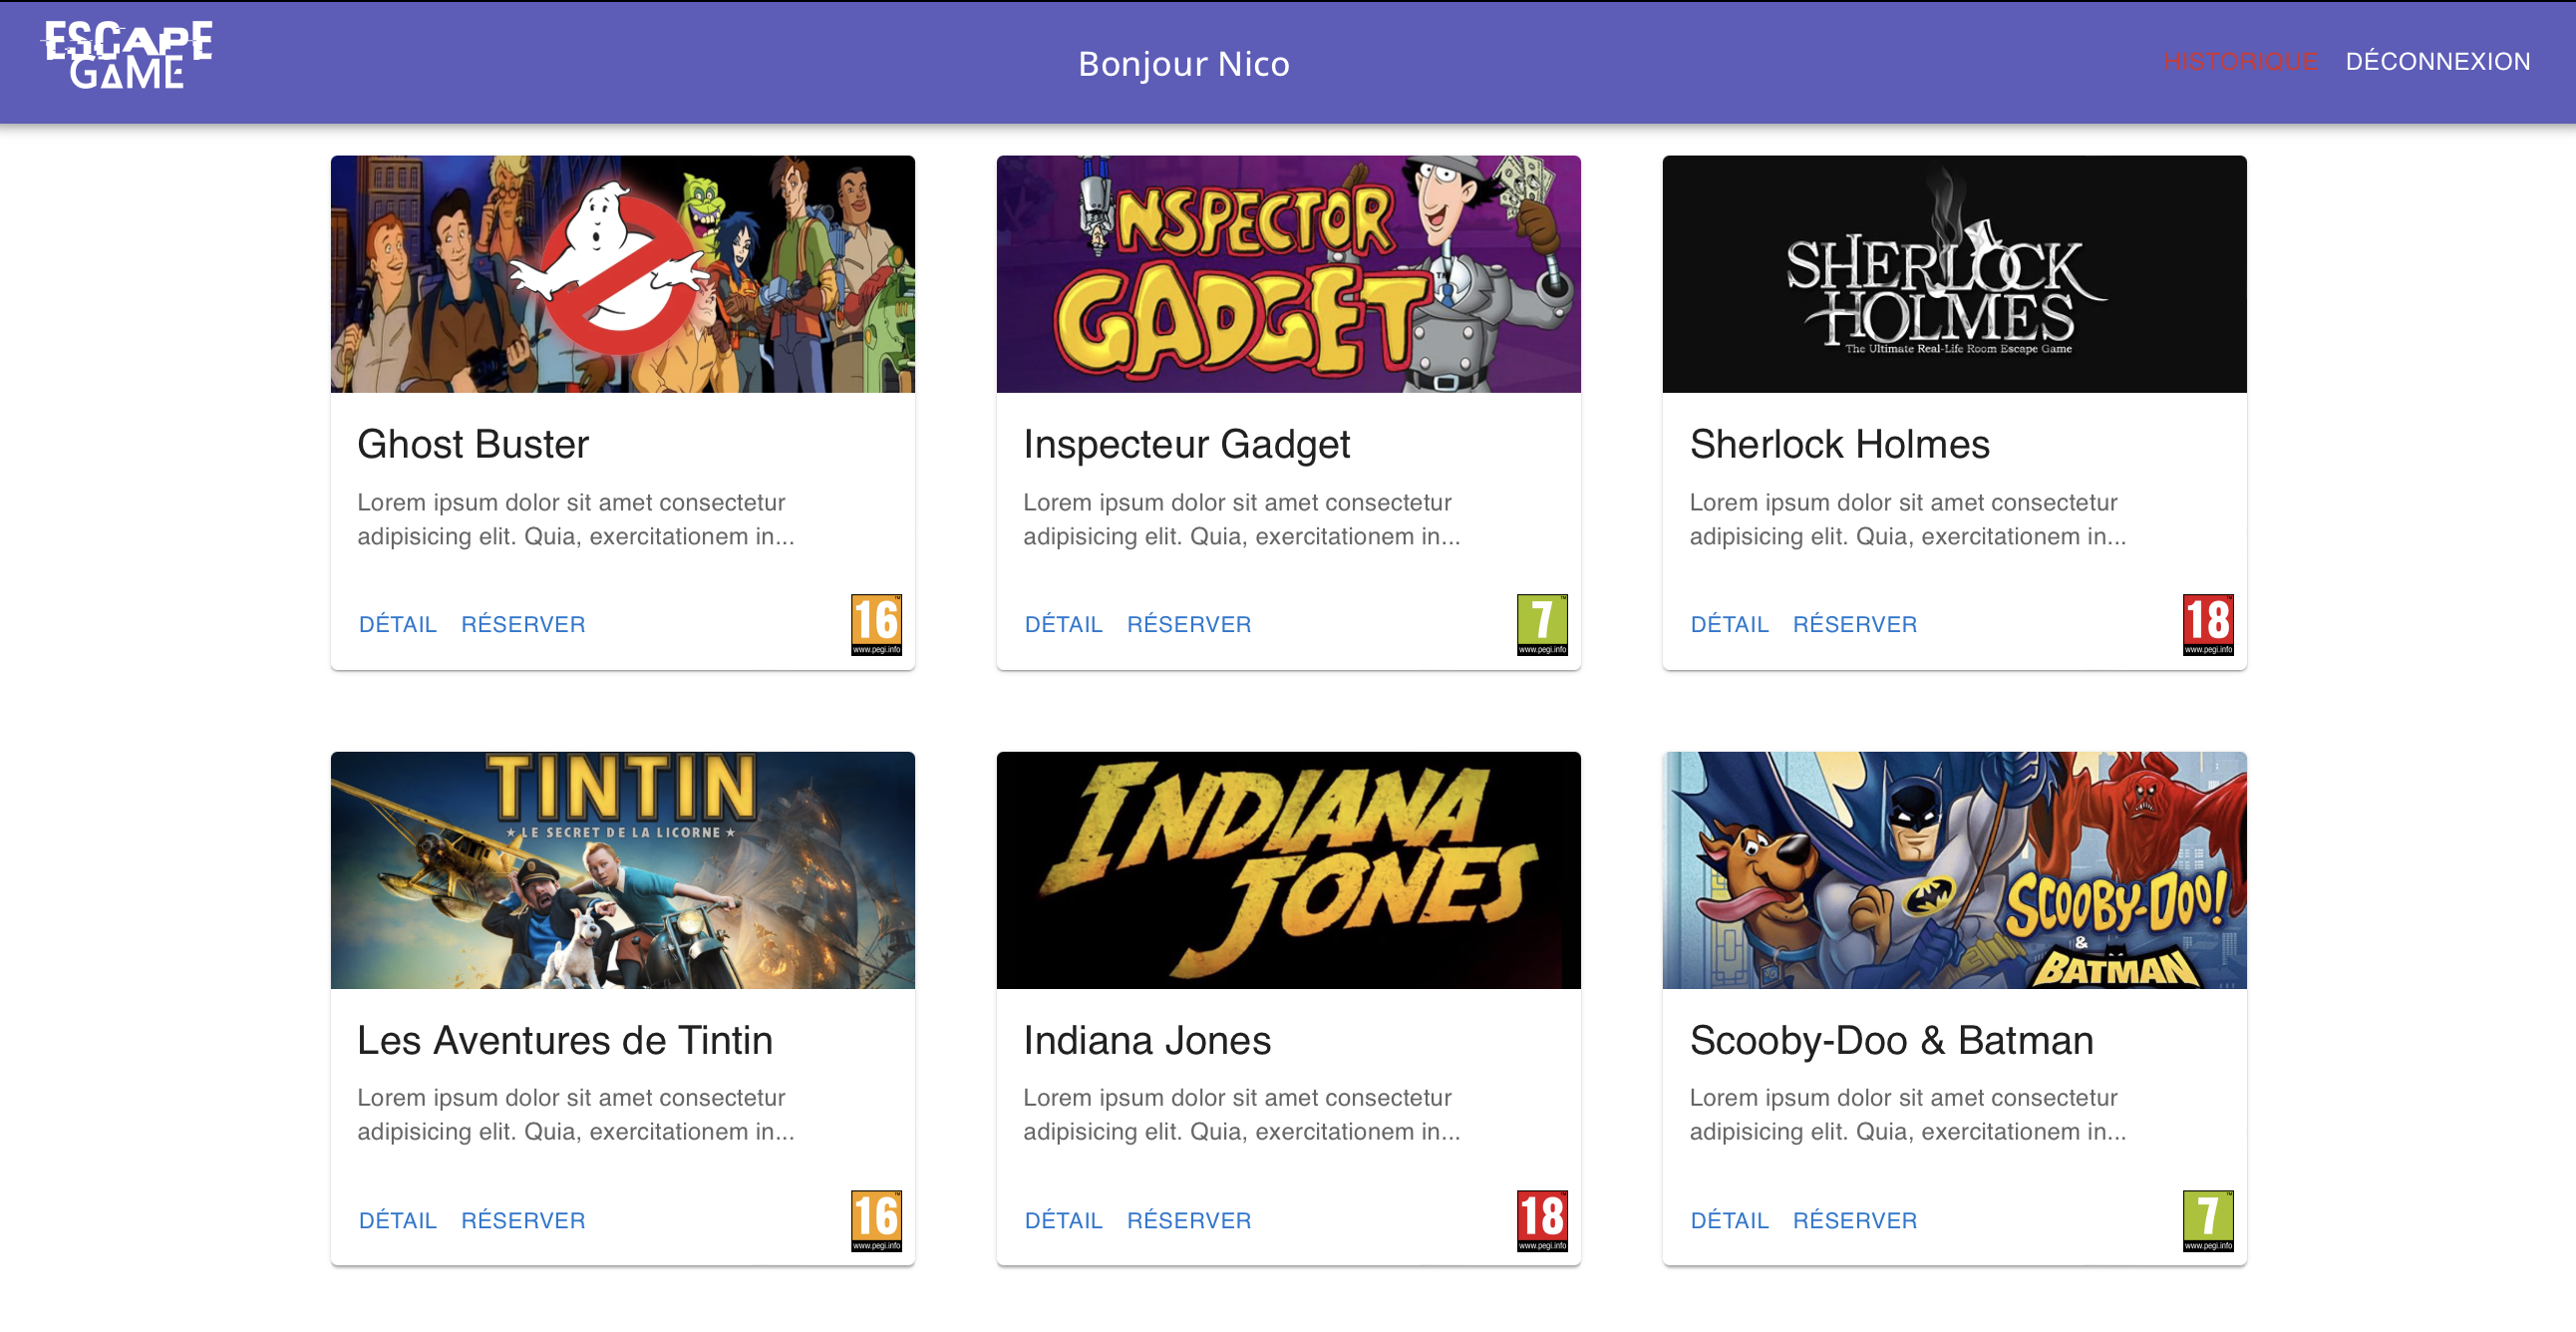 ESCAPE
GAME
Bonjour Nico
HISTORIQUE
DÉCONNEXION
INSPECTOR
GADGET
SHERLOCK
HOLMES
The Ultimate Real-Life Room Escape Game
Ghost Buster
Lorem ipsum dolor sit amet consectetur
adipisicing elit. Quia, exercitationem in...
DÉTAIL RÉSERVER
16
www.pegi.info
Inspecteur Gadget
Lorem ipsum dolor sit amet consectetur
adipisicing elit. Quia, exercitationem in...
DÉTAIL RÉSERVER
7
www.pegi.info
Sherlock Holmes
Lorem ipsum dolor sit amet consectetur
adipisicing elit. Quia, exercitationem in...
DÉTAIL RÉSERVER
18
www.pegi.info
TINTIN
★ LE SECRET DE LA LICORNE ★
INDIANA
JONES
SCOOBY-DOO!
&
BATMAN
Les Aventures de Tintin
Lorem ipsum dolor sit amet consectetur
adipisicing elit. Quia, exercitationem in...
DÉTAIL RÉSERVER
16
www.pegi.info
Indiana Jones
Lorem ipsum dolor sit amet consectetur
adipisicing elit. Quia, exercitationem in...
DÉTAIL RÉSERVER
18
www.pegi.info
Scooby-Doo & Batman
Lorem ipsum dolor sit amet consectetur
adipisicing elit. Quia, exercitationem in...
DÉTAIL RÉSERVER
7
www.pegi.info